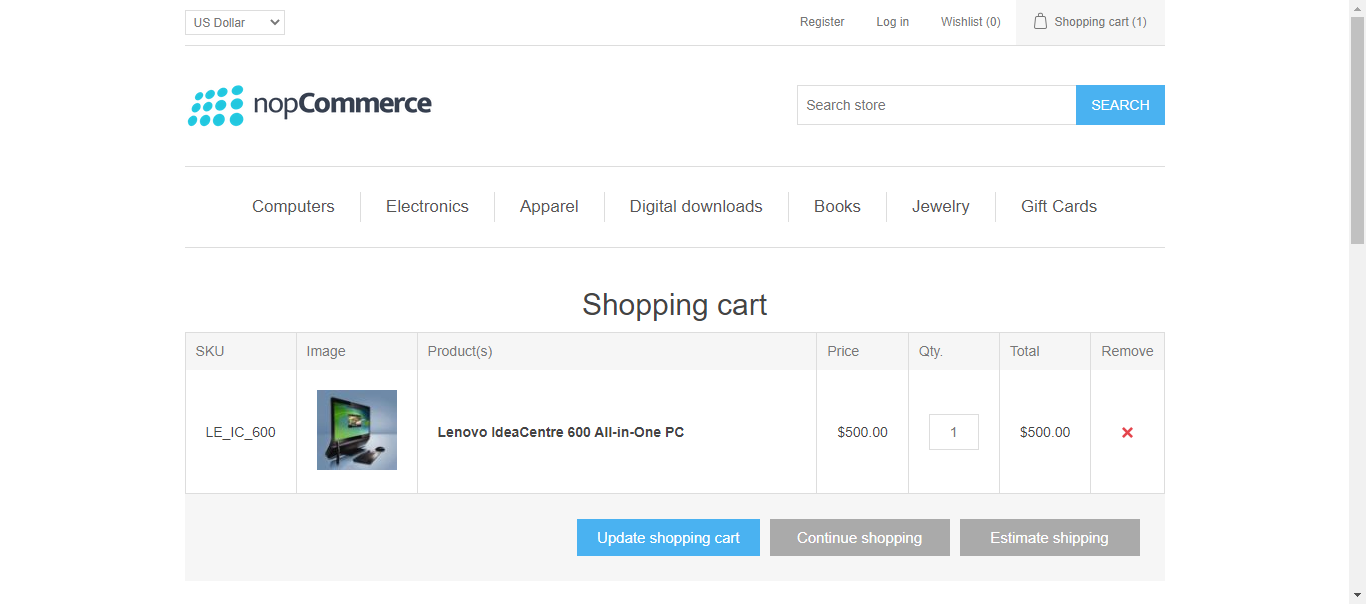 US Dollar Register Log in Wishlist (0) Shopping cart (1)
nopCommerce Search store SEARCH
Computers Electronics Apparel Digital downloads Books Jewelry Gift Cards
Shopping cart
SKU Image Product(s) Price Qty. Total Remove
LE_IC_600 Lenovo IdeaCentre 600 All-in-One PC $500.00 1 $500.00
Update shopping cart Continue shopping Estimate shipping